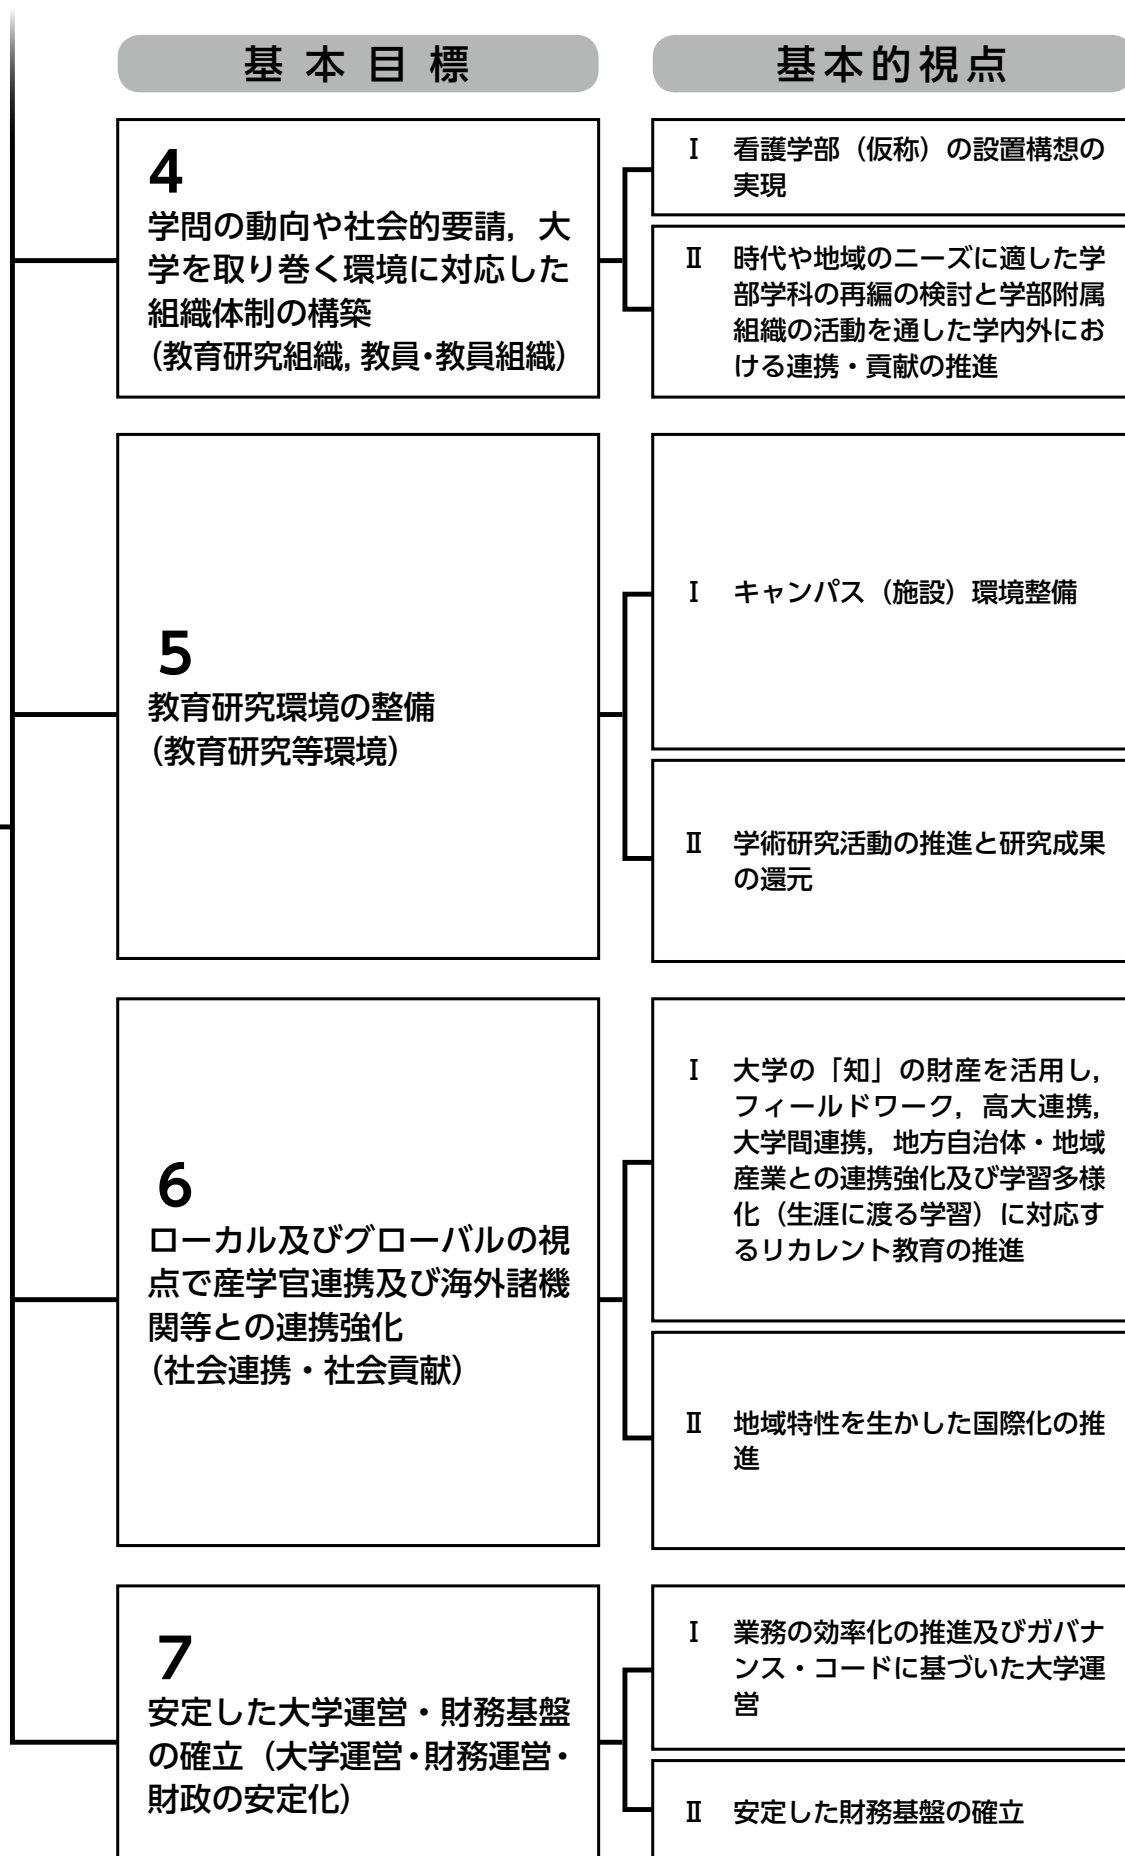 基本目標
基本的視点
4
学問の動向や社会的要請，大
学を取り巻く環境に対応した
組織体制の構築
（教育研究組織，教員・教員組織）
Ⅰ　看護学部（仮称）の設置構想の
実現
Ⅱ　時代や地域のニーズに適した学
部学科の再編の検討と学部附属
組織の活動を通した学内外にお
ける連携・貢献の推進
5
教育研究環境の整備
（教育研究等環境）
Ⅰ　キャンパス（施設）環境整備
Ⅱ　学術研究活動の推進と研究成果
の還元
6
ローカル及びグローバルの視
点で産学官連携及び海外諸機
関等との連携強化
（社会連携・社会貢献）
Ⅰ　大学の「知」の財産を活用し，
フィールドワーク，高大連携，
大学間連携，地方自治体・地域
産業との連携強化及び学習多様
化（生涯に渡る学習）に対応す
るリカレント教育の推進
Ⅱ　地域特性を生かした国際化の推
進
7
安定した大学運営・財務基盤
の確立（大学運営・財務運営・
財政の安定化）
Ⅰ　業務の効率化の推進及びガバナ
ンス・コードに基づいた大学運
営
Ⅱ　安定した財務基盤の確立